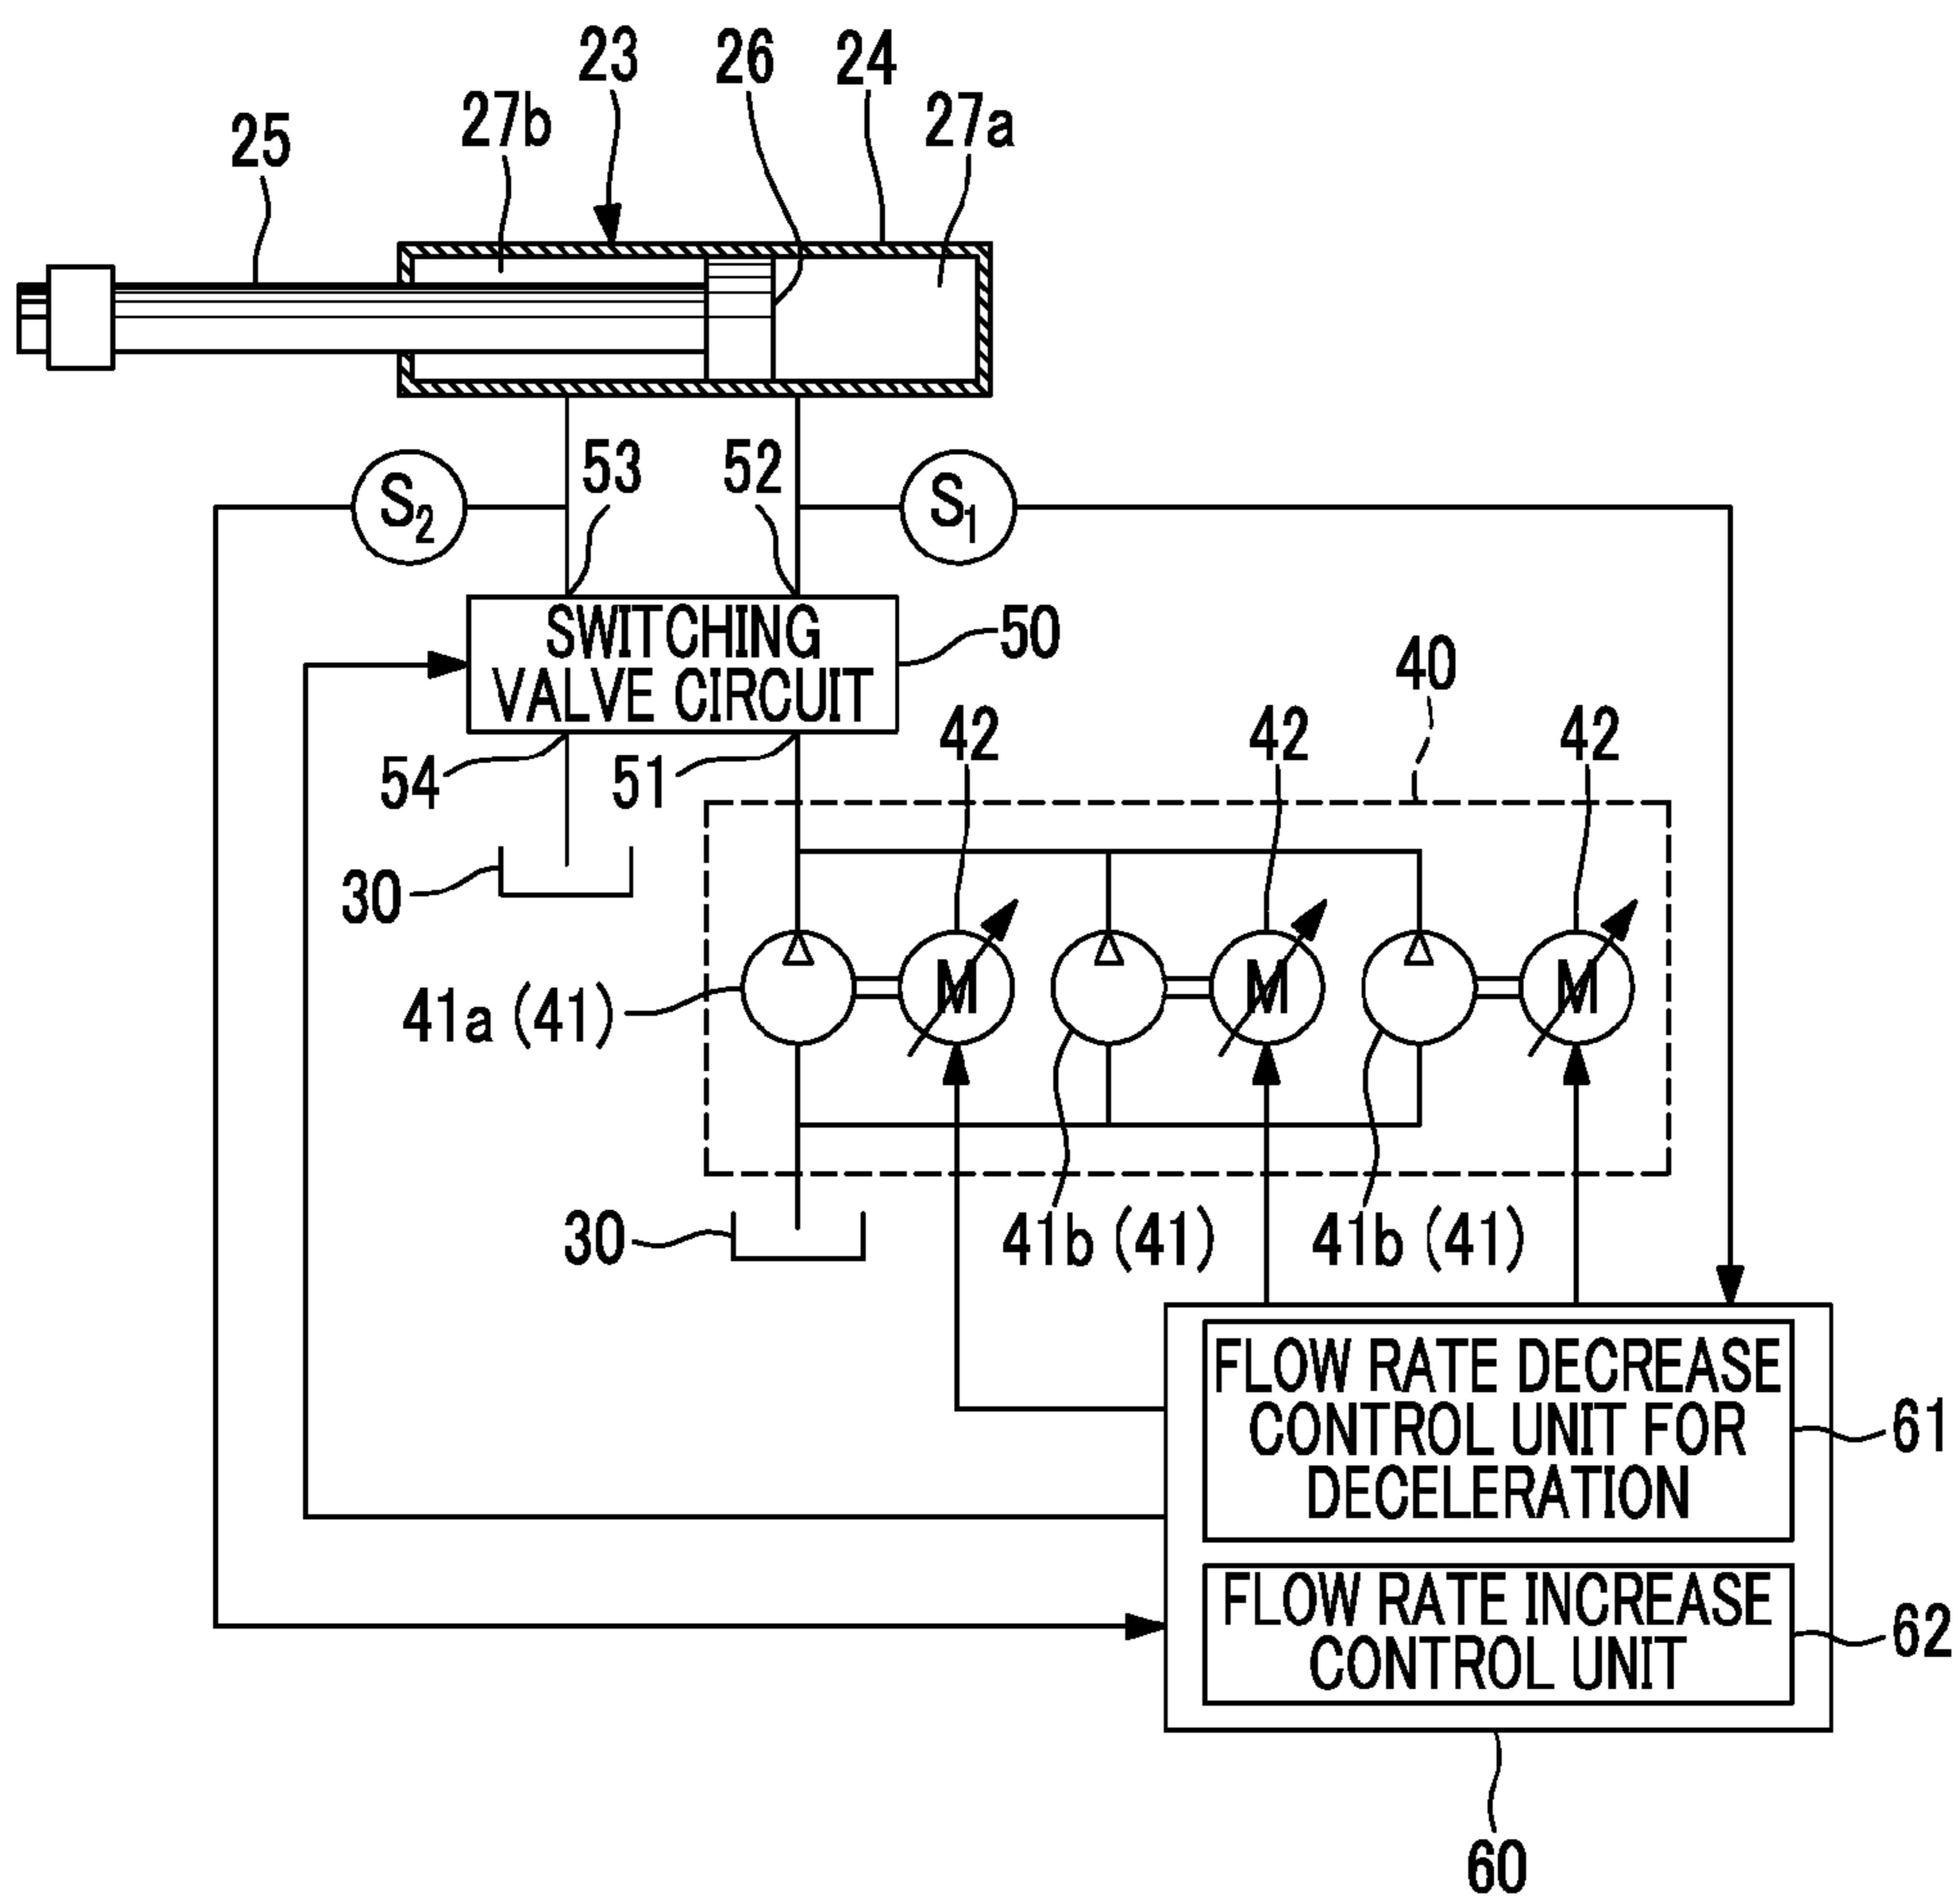 23
26
24
27b
27a
25
53
52
S2
S1
SWITCHING
VALVE CIRCUIT
50
40
42
42
42
54
51
30
41a (41)
30
41b (41)
41b (41)
M
M
M
FLOW RATE DECREASE
CONTROL UNIT FOR
DECELERATION
61
FLOW RATE INCREASE
CONTROL UNIT
62
60